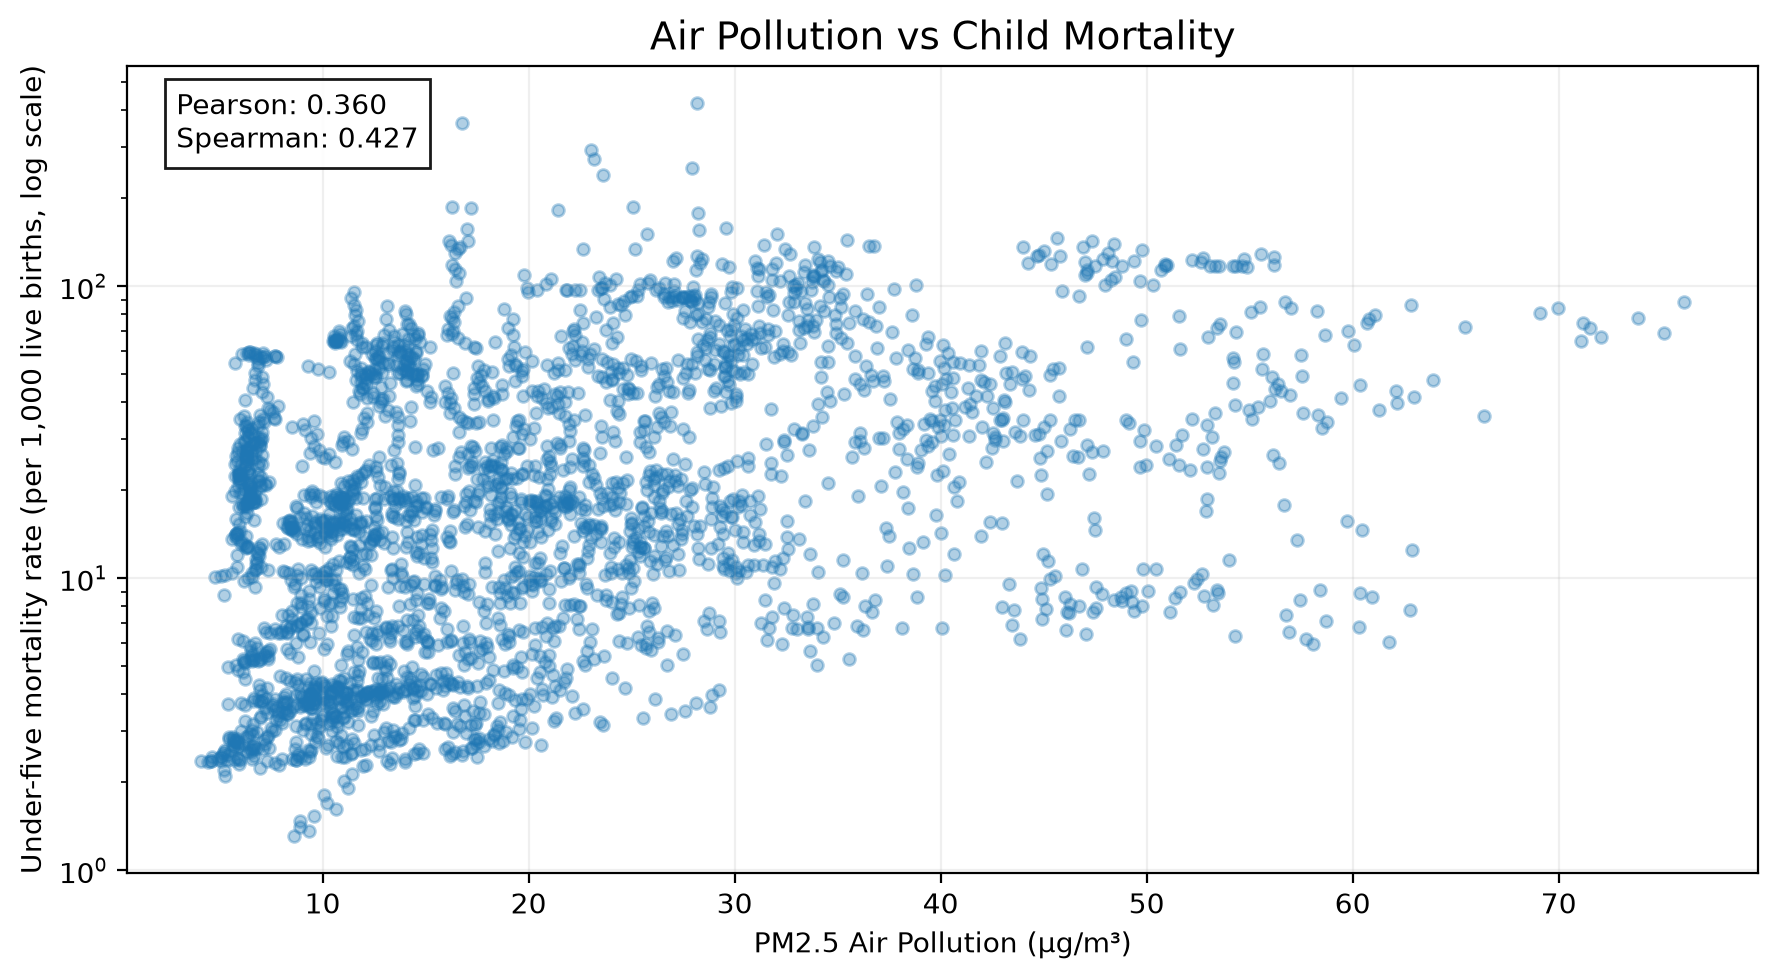 Air Pollution vs Child Mortality
Pearson: 0.360
Spearman: 0.427
Under-five mortality rate (per 1,000 live births, log scale)
10²
10¹
10⁰
10 20 30 40 50 60 70
PM2.5 Air Pollution (µg/m³)